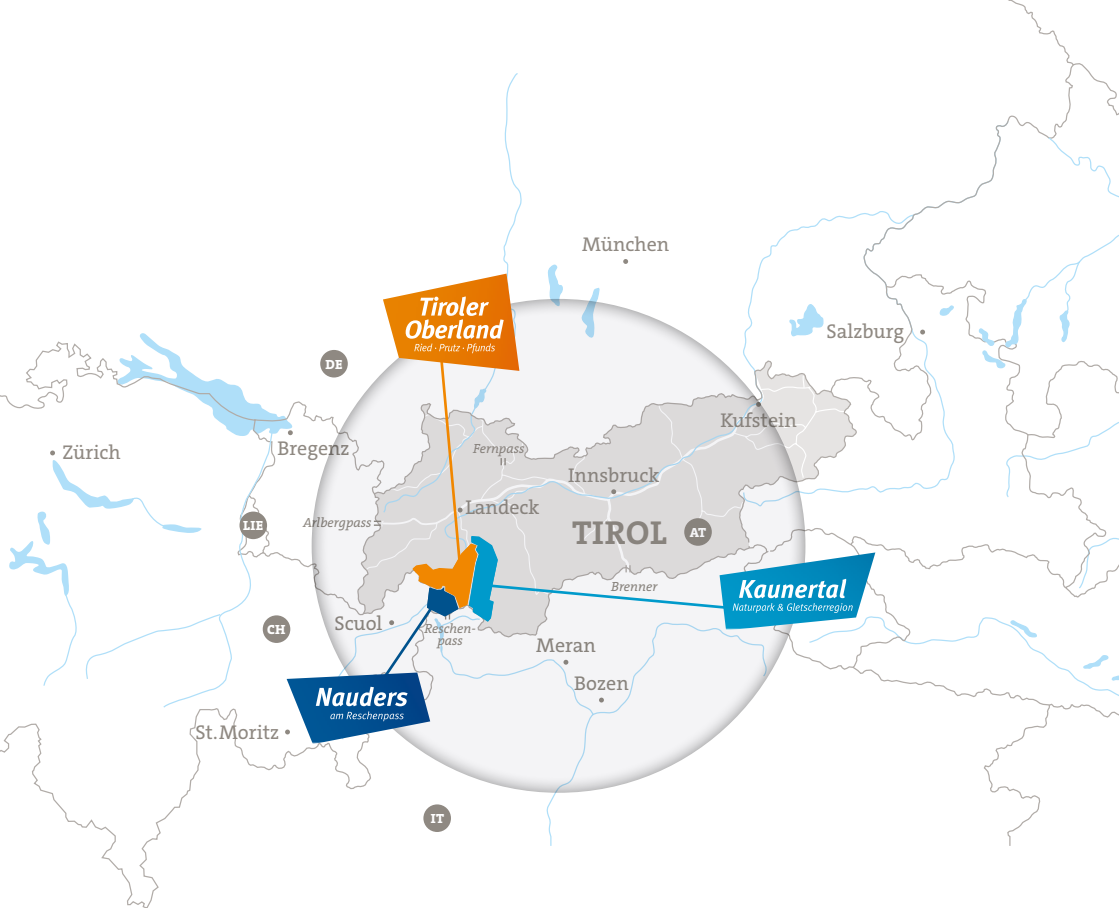 München
Tiroler
Oberland
Ried · Prutz · Pfunds
Salzburg
DE
Kufstein
Zürich
Bregenz
Fernpass
Innsbruck
Landeck
LIE
Arlbergpass
TIROL
AT
Brenner
Kaunertal
Naturpark & Gletscherregion
CH
Scuol
Reschen-
pass
Meran
Bozen
Nauders
am Reschenpass
St.Moritz
IT